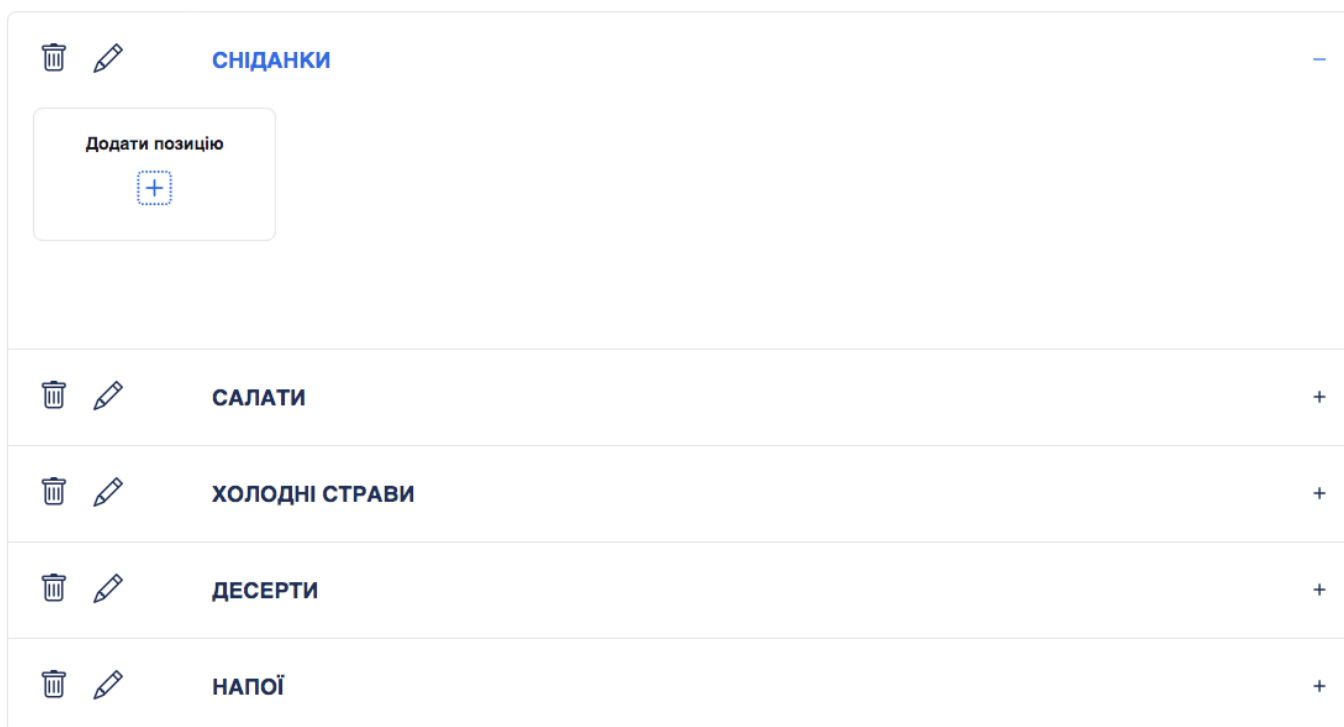 СНІДАНКИ
Додати позицію
САЛАТИ
ХОЛОДНІ СТРАВИ
ДЕСЕРТИ
НАПОЇ